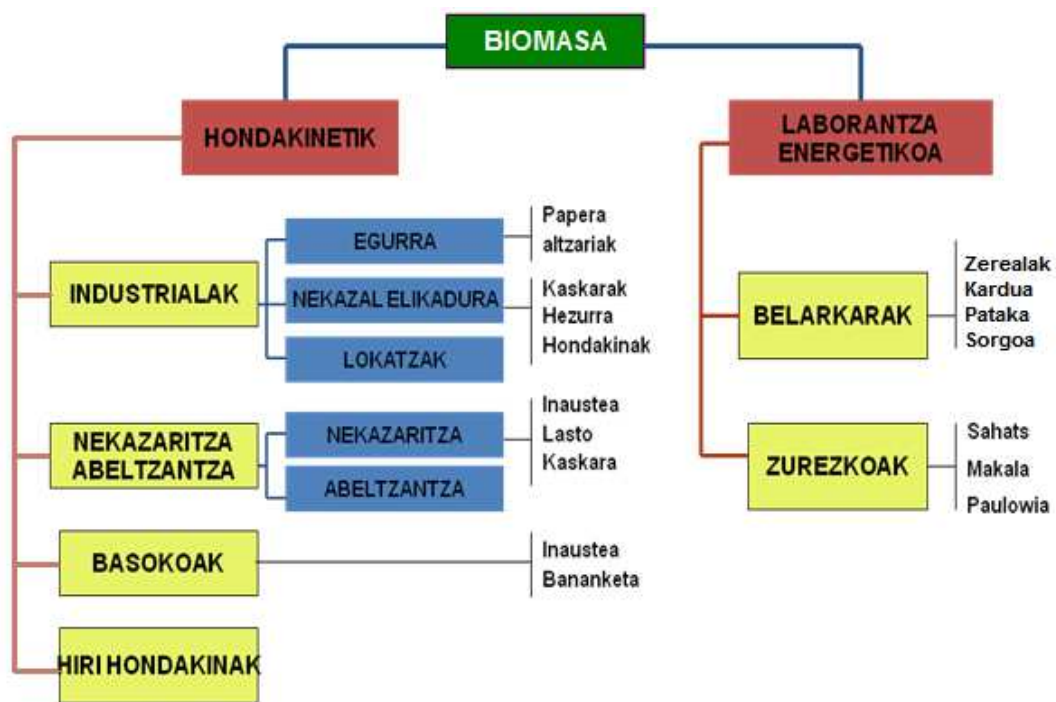 BIOMASA
HONDAKINETIK
LABORANTZA
ENERGETIKOA
INDUSTRIALAK
EGURRA
Papera
altzariak
NEKAZAL ELIKADURA
Kaskarak
Hezurra
Hondakinak
LOKATZAK
NEKAZARITZA
ABELTZANTZA
NEKAZARITZA
Inaustea
Lasto
Kaskara
ABELTZANTZA
BASOKOAK
Inaustea
Bananketa
HIRI HONDAKINAK
BELARKARAK
Zerealak
Kardua
Pataka
Sorgoa
ZUREZKOAK
Sahats
Makala
Paulowia